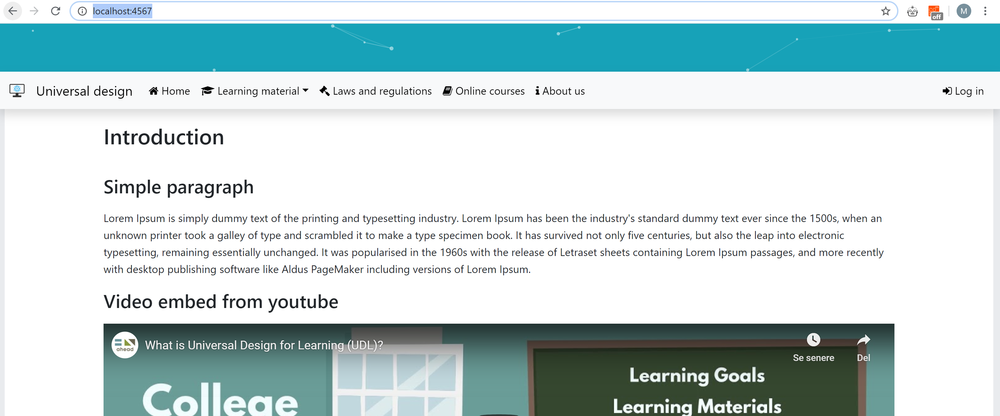 localhost:4567
off
M
Universal design Home Learning material Laws and regulations Online courses About us Log in
Introduction
Simple paragraph
Lorem Ipsum is simply dummy text of the printing and typesetting industry. Lorem Ipsum has been the industry's standard dummy text ever since the 1500s, when an
unknown printer took a galley of type and scrambled it to make a type specimen book. It has survived not only five centuries, but also the leap into electronic
typesetting, remaining essentially unchanged. It was popularised in the 1960s with the release of Letraset sheets containing Lorem Ipsum passages, and more recently
with desktop publishing software like Aldus PageMaker including versions of Lorem Ipsum.
Video embed from youtube
ahead
What is Universal Design for Learning (UDL)?
Se senere Del
College
Learning Goals
Learning Materials